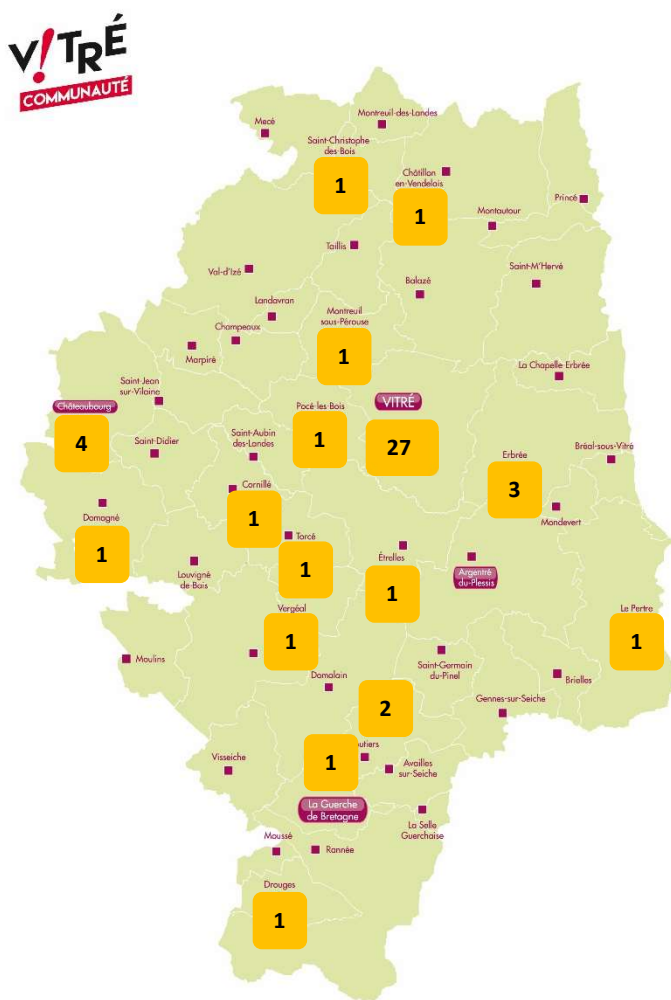 V!TRÉ
COMMUNAUTÉ
Montreuil-des-Landes
Mecé
Saint-Christophe
des-Bois
1
Châtillon
en-Vendelais
1
Princé
Montautour
Taillis
Val-d'Izé
Saint-M'Hervé
Balazé
Landavran
Montreuil
sous-Pérouse
1
Champeaux
Marpiré
La Chapelle Erbrée
Saint-Jean
sur-Vilaine
Châteaubourg
4
VITRÉ
27
Pocé-les-Bois
1
Saint-Didier
Saint-Aubin
des-Landes
Erbrée
3
Bréal-sous-Vitré
Cornillé
1
Domagné
1
Mondevert
Torcé
1
Étrelles
1
Louvigné
de-Bais
Argentré
du-Plessis
Vergéal
1
Le Pertre
1
Moulins
Saint-Germain
du-Pinel
Domalain
Brielles
Gennes-sur-Seiche
2
utiers
1
Visseiche
Availles
sur-Seiche
La Guerche
de Bretagne
La Selle
Guerchaise
Moussé
Rannée
Drouges
1